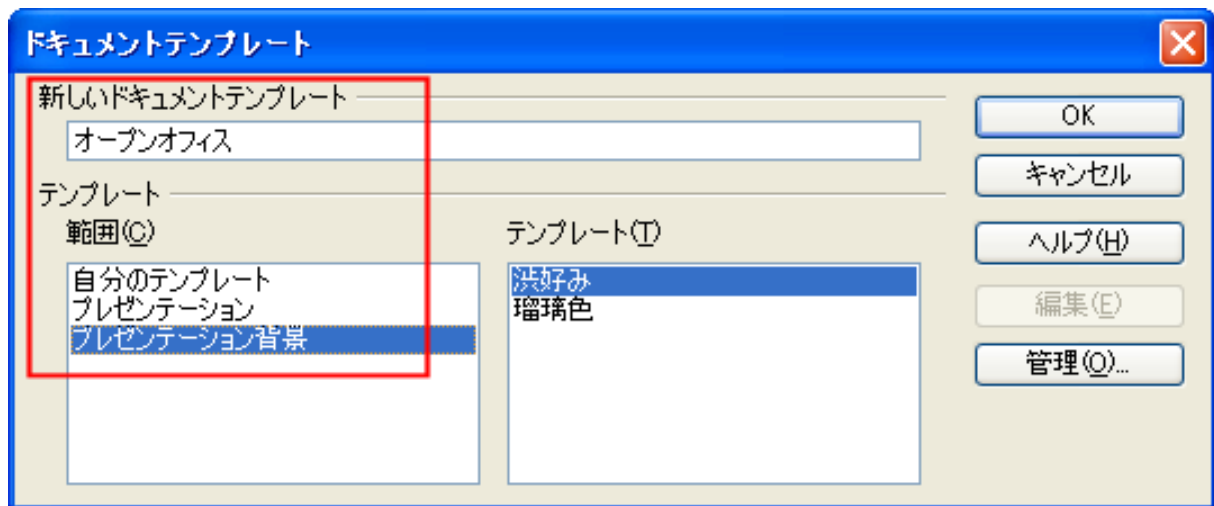 ドキュメントテンプレート
新しいドキュメントテンプレート
オープンオフィス
テンプレート
範囲(C)
自分のテンプレート
プレゼンテーション
プレゼンテーション背景
テンプレート(T)
渋好み
瑠璃色
OK
キャンセル
ヘルプ(H)
編集(E)
管理(O)...